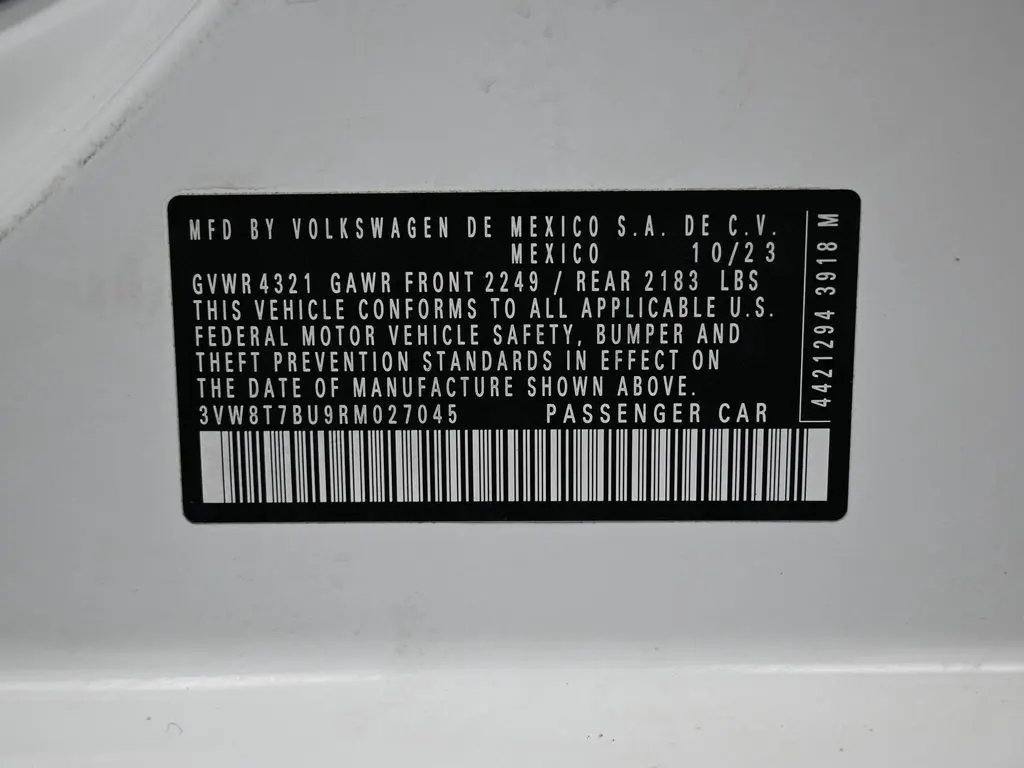 MFD BY VOLKSWAGEN DE MEXICO S.A. DE C.V.
MEXICO 10/23
GVWR 4321 GAWR FRONT 2249 / REAR 2183 LBS
THIS VEHICLE CONFORMS TO ALL APPLICABLE U.S.
FEDERAL MOTOR VEHICLE SAFETY, BUMPER AND
THEFT PREVENTION STANDARDS IN EFFECT ON
THE DATE OF MANUFACTURE SHOWN ABOVE.
3VW8T7BU9RM027045 PASSENGER CAR
4421294 3918 M